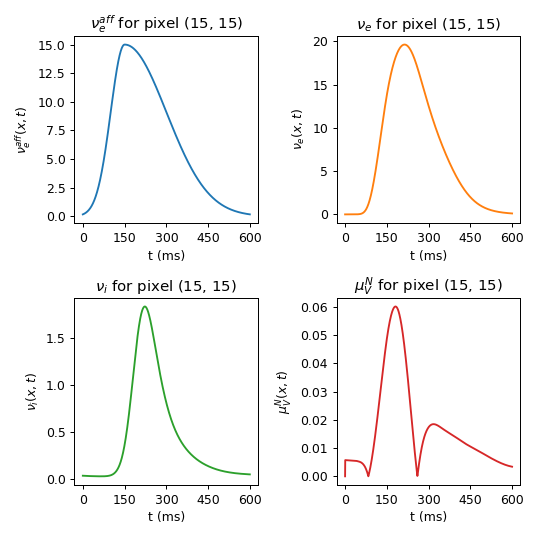 ν_e^{aff} for pixel (15, 15)
ν_e^{aff}(x, t)
15.0
12.5
10.0
7.5
5.0
2.5
0.0
0 150 300 450 600
t (ms)
ν_e for pixel (15, 15)
ν_e(x, t)
20
15
10
5
0
0 150 300 450 600
t (ms)
ν_i for pixel (15, 15)
ν_i(x, t)
1.5
1.0
0.5
0.0
0 150 300 450 600
t (ms)
μ_V^N for pixel (15, 15)
μ_V^N(x, t)
0.06
0.05
0.04
0.03
0.02
0.01
0.00
0 150 300 450 600
t (ms)